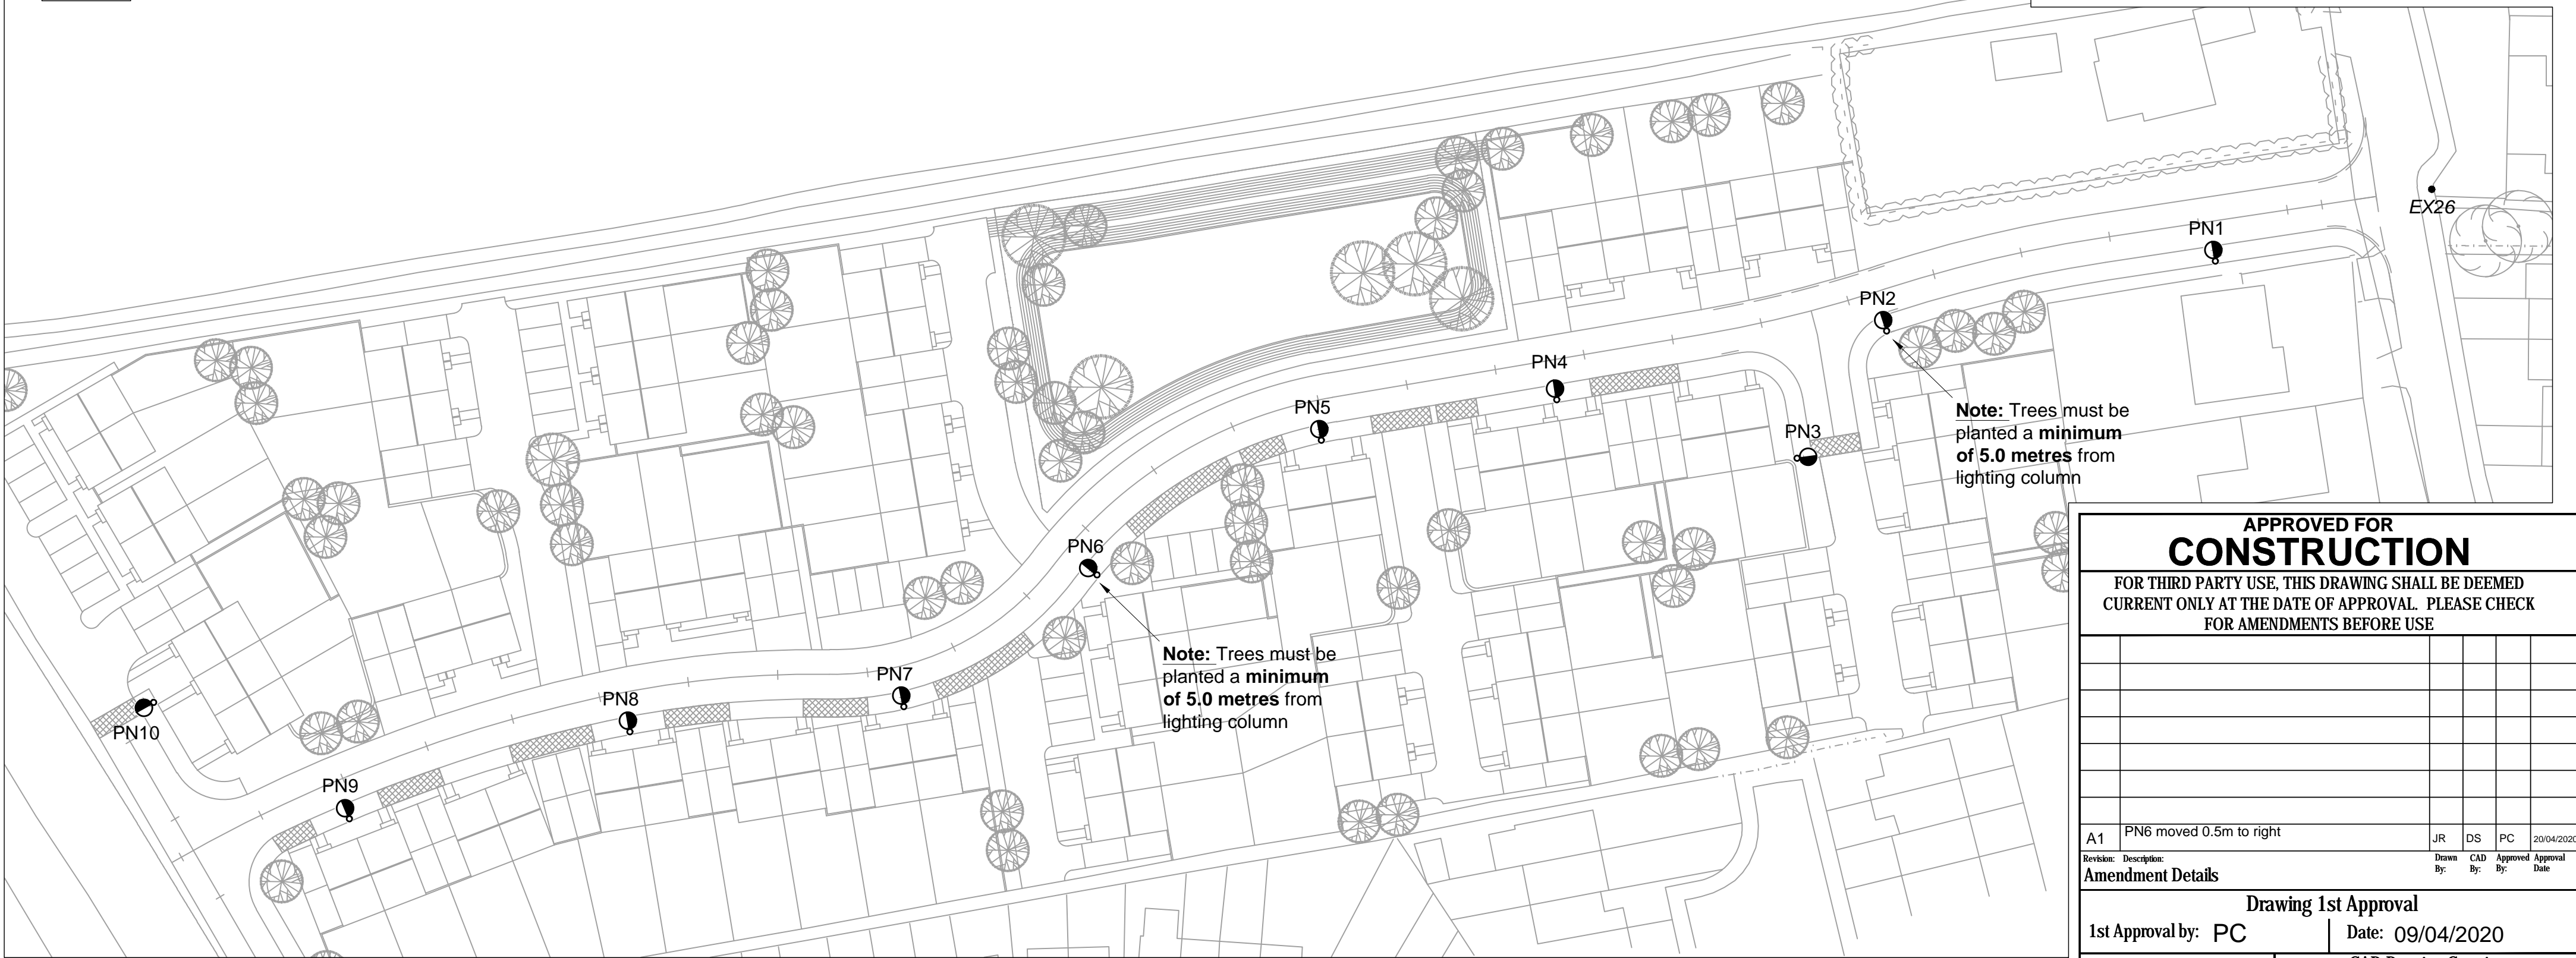 EX26
PN1
PN2
PN4
PN5
PN3
Note: Trees must be
planted a minimum
of 5.0 metres from
lighting column
PN6
Note: Trees must be
planted a minimum
of 5.0 metres from
lighting column
PN7
PN8
PN10
PN9
APPROVED FOR
CONSTRUCTION
FOR THIRD PARTY USE, THIS DRAWING SHALL BE DEEMED
CURRENT ONLY AT THE DATE OF APPROVAL. PLEASE CHECK
FOR AMENDMENTS BEFORE USE
A1 PN6 moved 0.5m to right JR DS PC 20/04/2020
Revision: Description: Drawn By: CAD By: Approved By: Approval Date
Amendment Details
Drawing 1st Approval
1st Approval by: PC Date: 09/04/2020